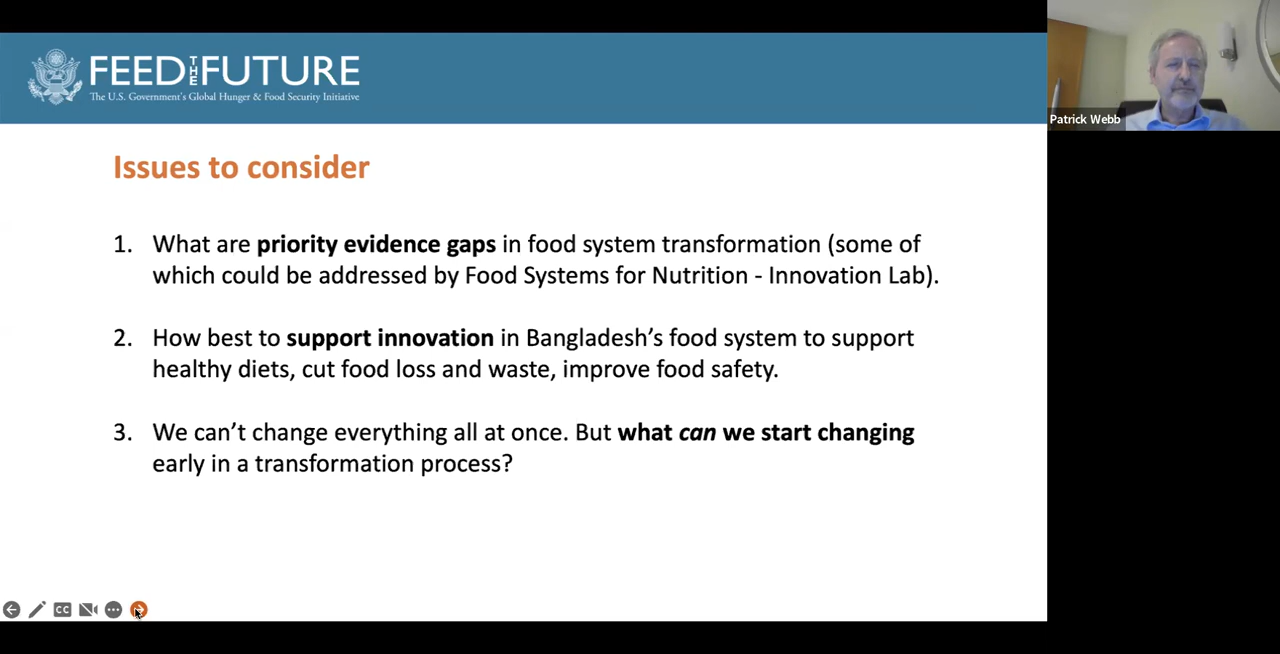 FEED THE FUTURE
The U.S. Government's Global Hunger & Food Security Initiative
Patrick Webb
Issues to consider
1. What are priority evidence gaps in food system transformation (some of
which could be addressed by Food Systems for Nutrition - Innovation Lab).
2. How best to support innovation in Bangladesh’s food system to support
healthy diets, cut food loss and waste, improve food safety.
3. We can’t change everything all at once. But what can we start changing
early in a transformation process?
CC